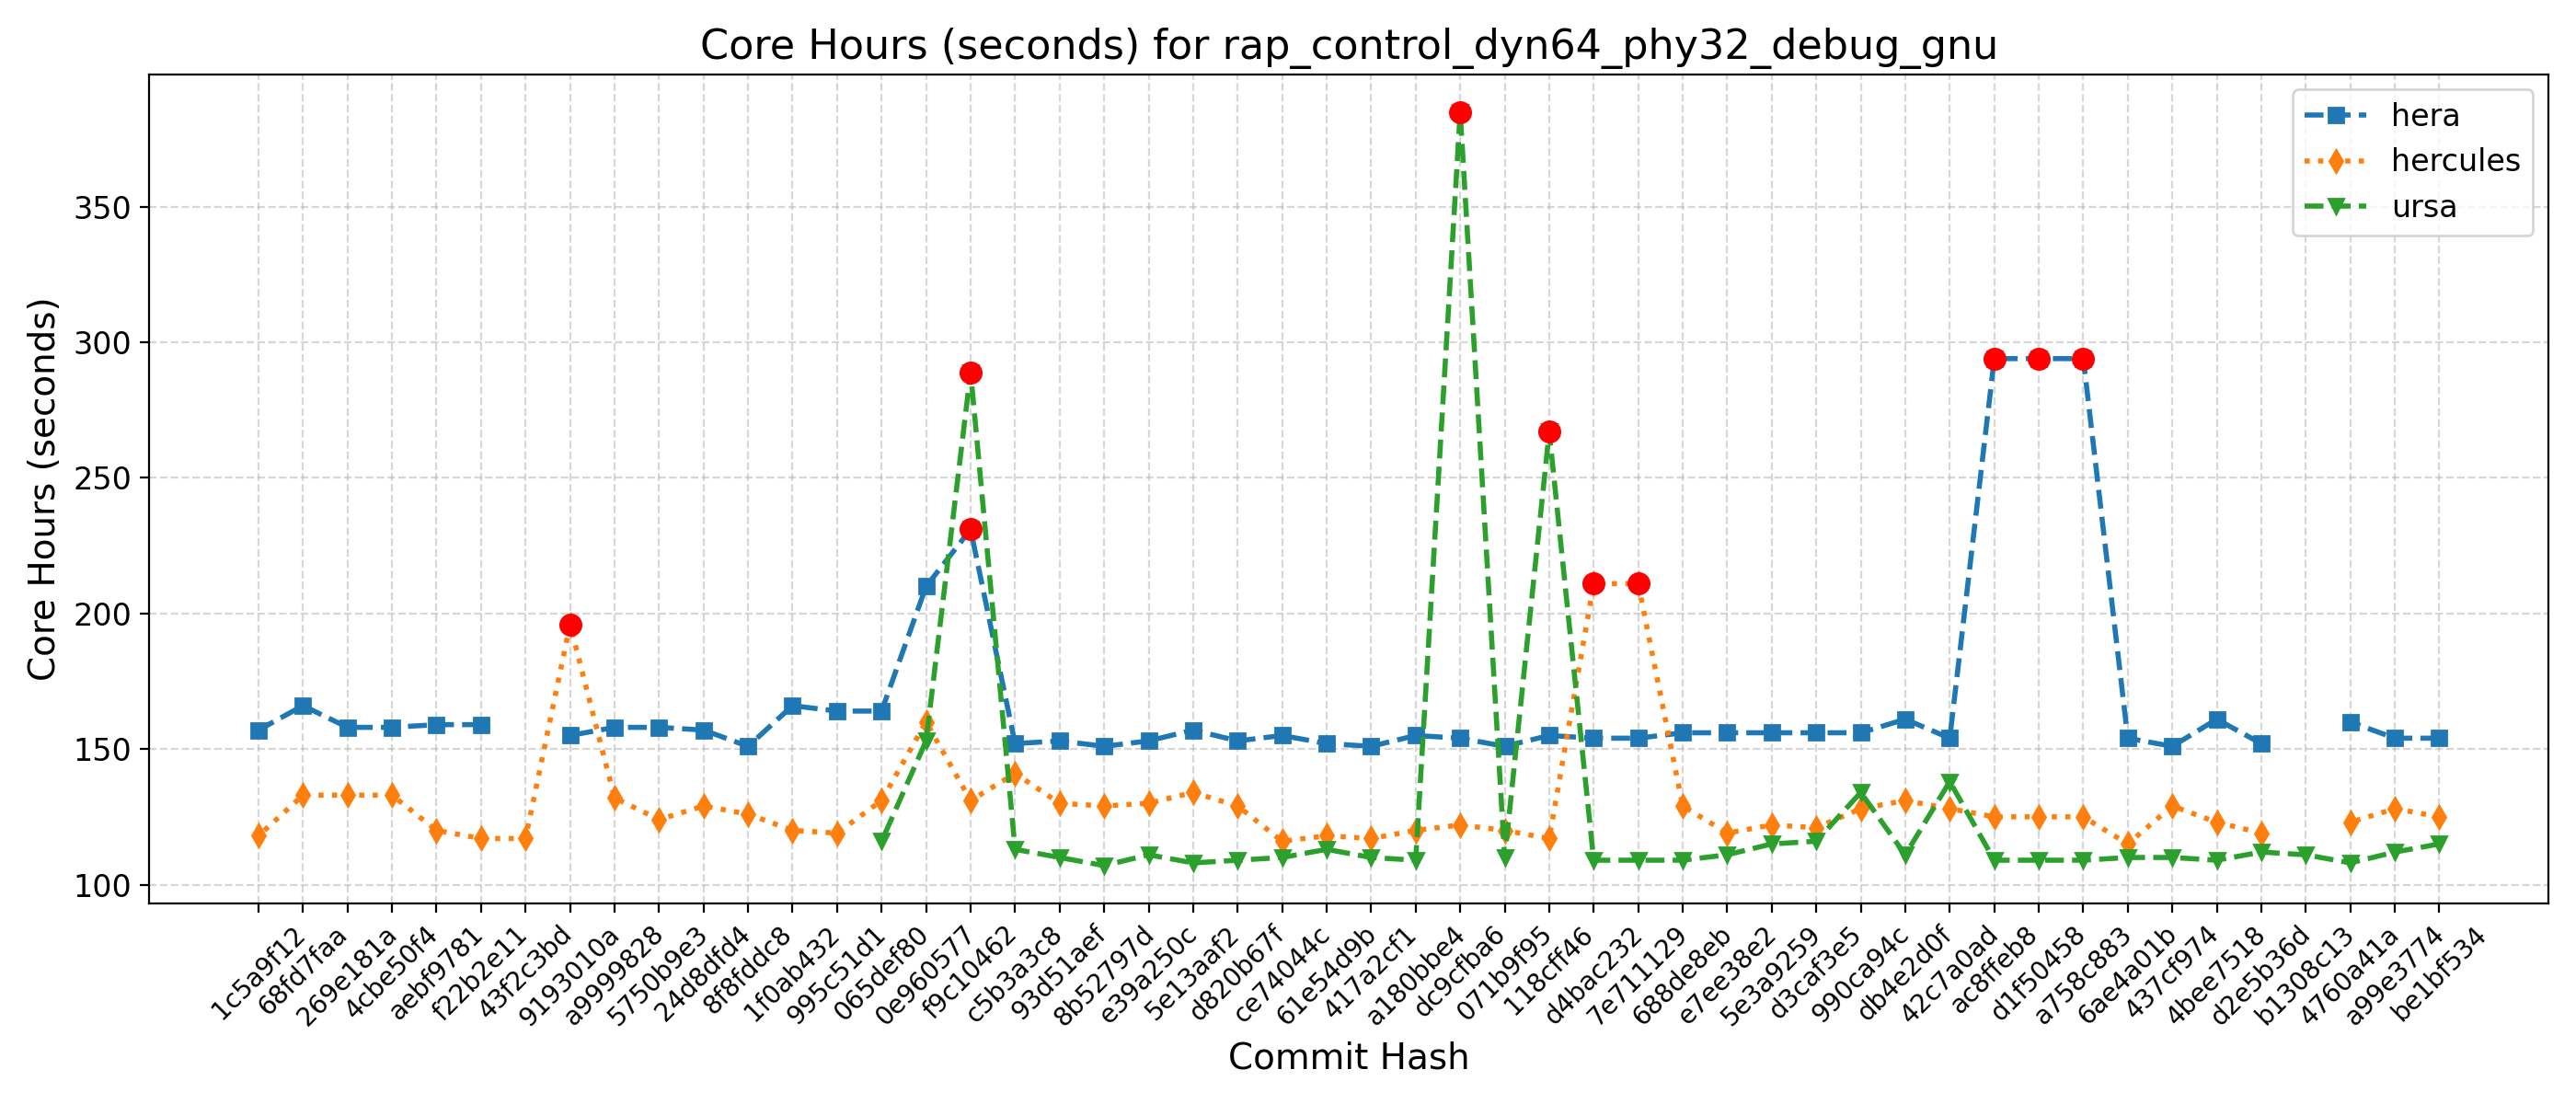 Core Hours (seconds) for rap_control_dyn64_phy32_debug_gnu
hera
hercules
ursa
Core Hours (seconds)
350
300
250
200
150
100
1c5a9f12
68fd7faa
269e181a
4cbe50f4
aebf9781
f22b2e11
43f2c3bd
9193010a
a9999828
5750b9e3
24d8dfd4
8f8fddc8
1f0ab432
995c51d1
065def80
0e960577
f9c10462
c5b3a3c8
93d51aef
8b52797d
e39a250c
5e13aaf2
d820b67f
ce74044c
61e54d9b
417a2cf1
a180bbe4
dc9cfba6
071b9f95
118cff46
d4bac232
7e711129
688de8eb
e7ee38e2
5e3a9259
d3caf3e5
990ca94c
db4e2d0f
42c7a0ad
ac8ffeb8
d1f50458
a758c883
6ae4a01b
437cf974
4bee7518
d2e5b36d
b1308c13
4760a41a
a99e3774
be1bf534
Commit Hash